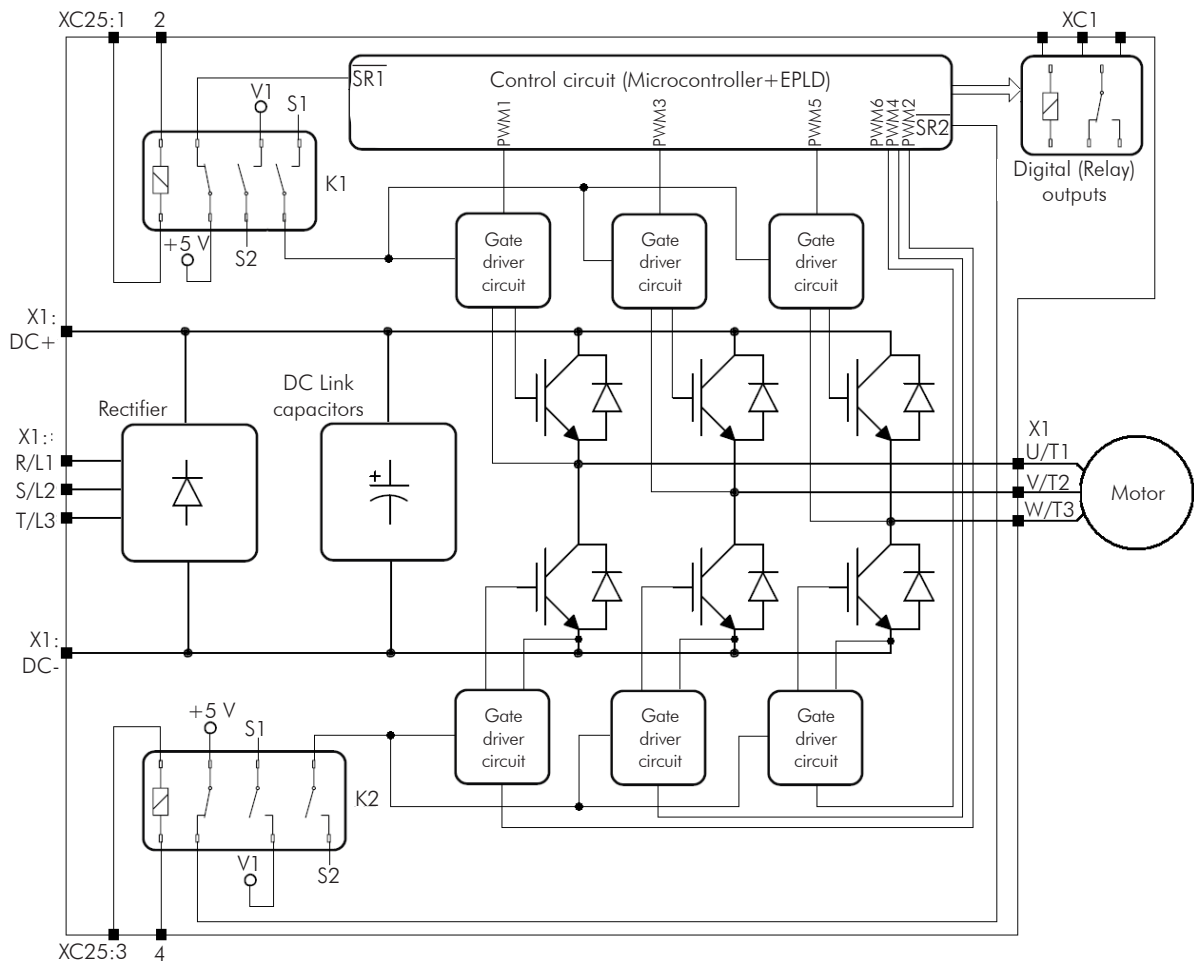 XC25:1
2
XC1
SR1
Control circuit (Microcontroller+EPLD)
PWM1
PWM3
PWM5
PWM6
PWM4
PWM2
SR2
V1
S1
K1
+5 V
S2
Digital (Relay)
outputs
Gate
driver
circuit
Gate
driver
circuit
Gate
driver
circuit
X1:
DC+
Rectifier
DC Link
capacitors
+
X1::
R/L1
S/L2
T/L3
X1
U/T1
V/T2
W/T3
Motor
X1:
DC-
Gate
driver
circuit
Gate
driver
circuit
Gate
driver
circuit
+5 V
S1
K2
V1
S2
XC25:3
4